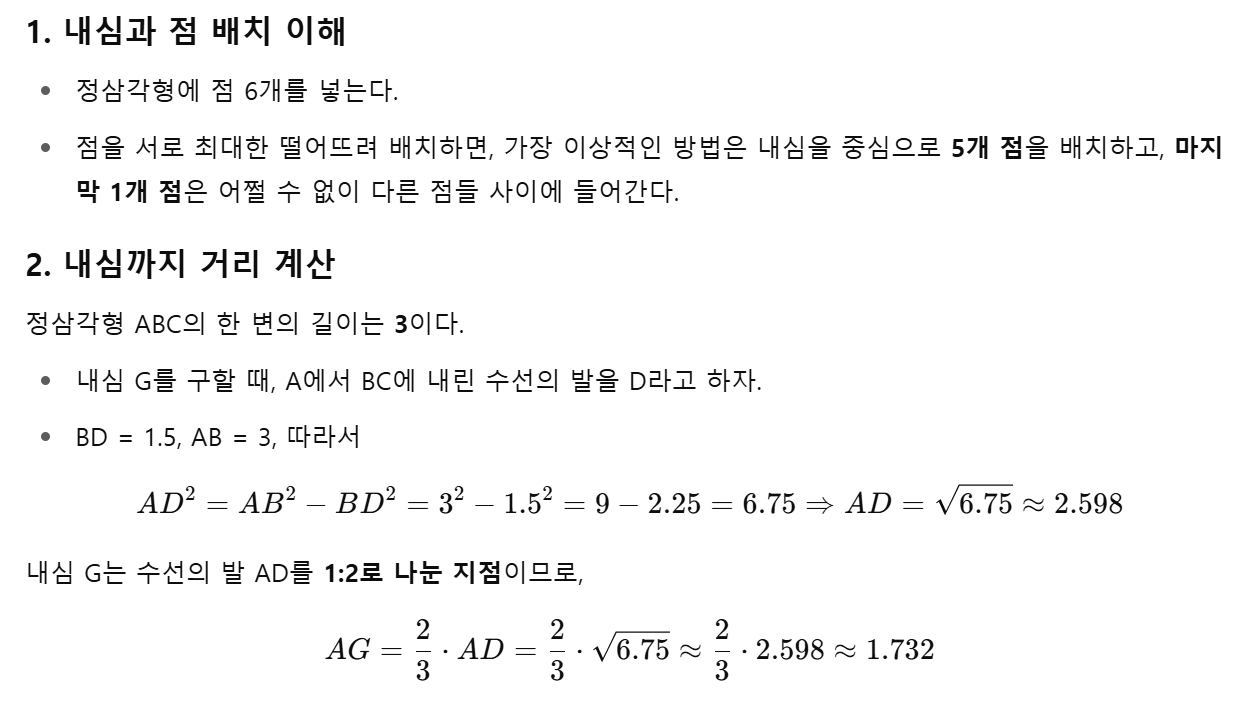 1. 내심과 점 배치 이해
• 정삼각형에 점 6개를 넣는다.
• 점을 서로 최대한 떨어뜨려 배치하면, 가장 이상적인 방법은 내심을 중심으로 5개 점을 배치하고, 마지
막 1개 점은 어쩔 수 없이 다른 점들 사이에 들어간다.
2. 내심까지 거리 계산
정삼각형 ABC의 한 변의 길이는 3이다.
• 내심 G를 구할 때, A에서 BC에 내린 수선의 발을 D라고 하자.
• BD = 1.5, AB = 3, 따라서
AD² = AB² − BD² = 3² − 1.5² = 9 − 2.25 = 6.75 ⇒ AD = √6.75 ≈ 2.598
내심 G는 수선의 발 AD를 1:2로 나눈 지점이므로,
AG = 2/3 · AD = 2/3 · √6.75 ≈ 2/3 · 2.598 ≈ 1.732